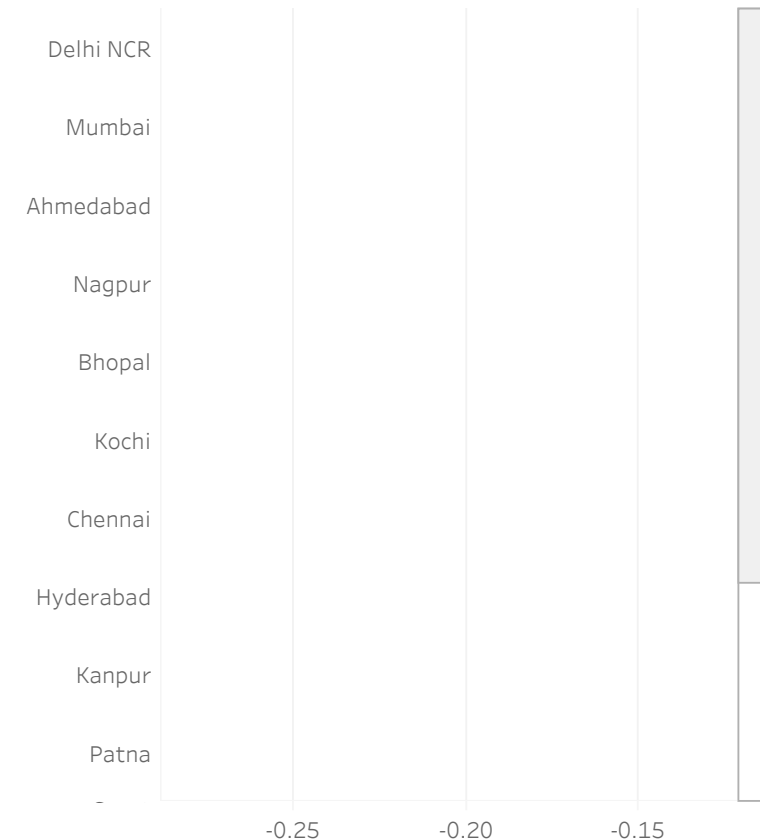 Delhi NCR
Mumbai
Ahmedabad
Nagpur
Bhopal
Kochi
Chennai
Hyderabad
Kanpur
Patna
-0.25 -0.20 -0.15